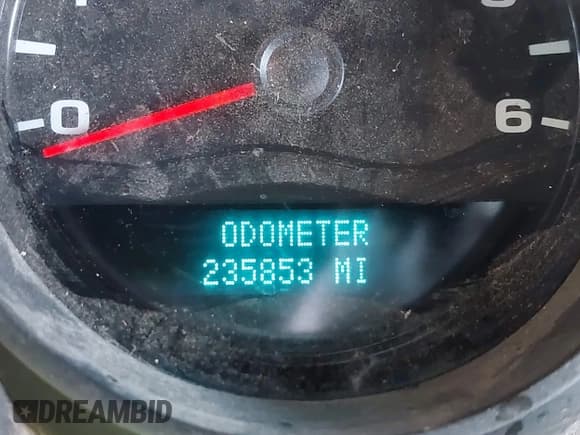 0
6
ODOMETER
235853 MI
DREAMBID